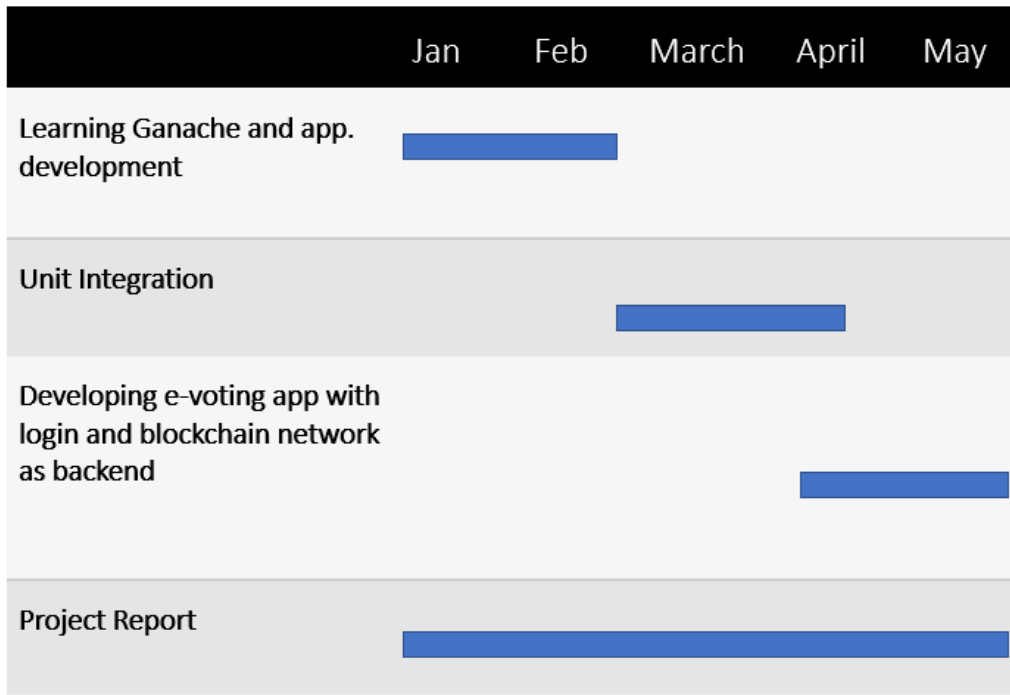 Jan Feb March April May
Learning Ganache and app.
development
Unit Integration
Developing e-voting app with
login and blockchain network
as backend
Project Report